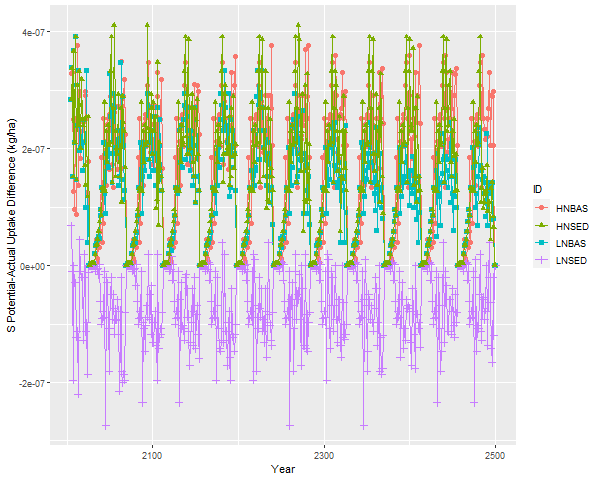 S Potential-Actual Uptake Difference (kg/ha)
4e-07
2e-07
0e+00
-2e-07
2100
2300
2500
Year
ID
HNBAS
HNSED
LNBAS
LNSED